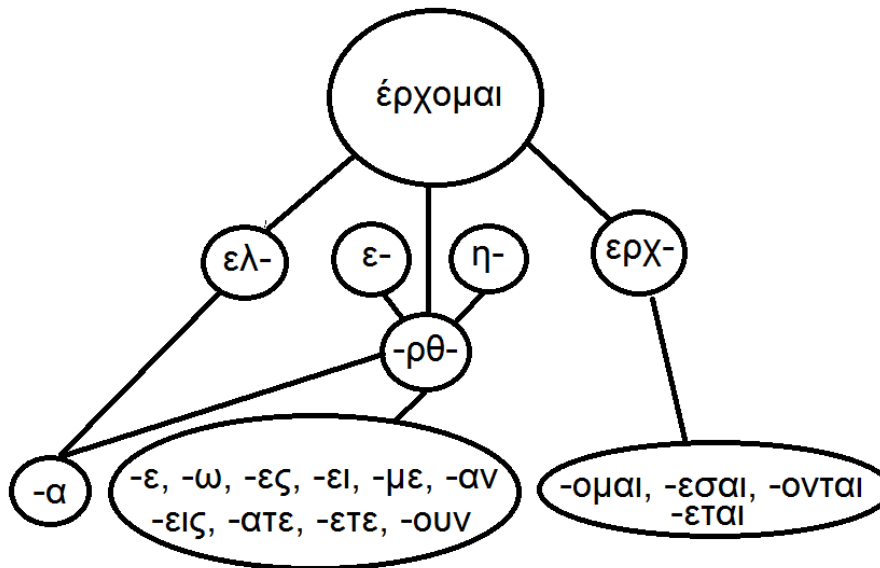 έρχομαι
ελ-
ε-
η-
ερχ-
-ρθ-
-α
-ε, -ω, -ες, -ει, -με, -αν
-εις, -ατε, -ετε, -ουν
-ομαι, -εσαι, -ονται
-εται